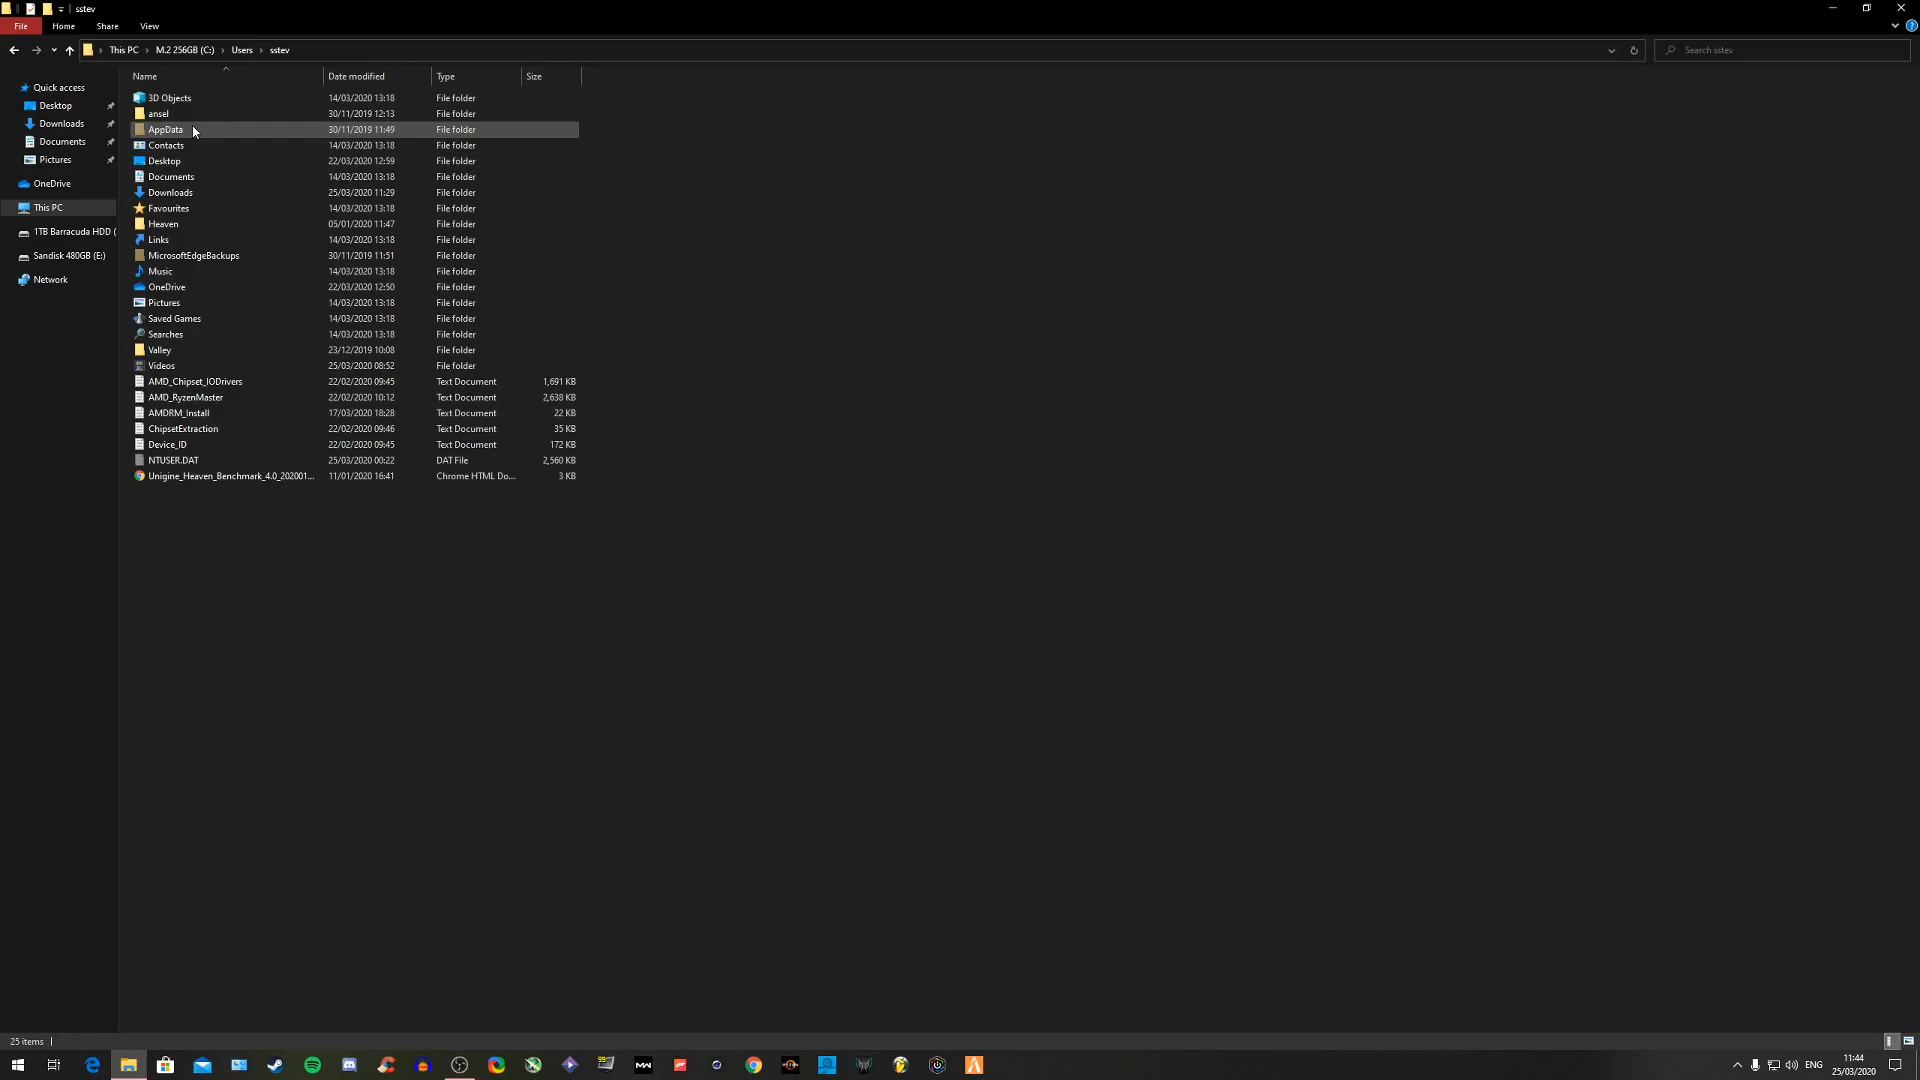 sstev
File Home Share View
This PC M.2 256GB (C:) Users sstev
Search sstev
Name Date modified Type Size
Quick access
Desktop
Downloads
Documents
Pictures
OneDrive
This PC
1TB Barracuda HDD (
Sandisk 480GB (E:)
Network
3D Objects 14/03/2020 13:18 File folder
ansel 30/11/2019 12:13 File folder
AppData 30/11/2019 11:49 File folder
Contacts 14/03/2020 13:18 File folder
Desktop 22/03/2020 12:59 File folder
Documents 14/03/2020 13:18 File folder
Downloads 25/03/2020 11:29 File folder
Favourites 14/03/2020 13:18 File folder
Heaven 05/01/2020 11:47 File folder
Links 14/03/2020 13:18 File folder
MicrosoftEdgeBackups 30/11/2019 11:51 File folder
Music 14/03/2020 13:18 File folder
OneDrive 22/03/2020 12:50 File folder
Pictures 14/03/2020 13:18 File folder
Saved Games 14/03/2020 13:18 File folder
Searches 14/03/2020 13:18 File folder
Valley 23/12/2019 10:08 File folder
Videos 25/03/2020 08:52 File folder
AMD_Chipset_IODrivers 22/02/2020 09:45 Text Document 1,691 KB
AMD_RyzenMaster 22/02/2020 10:12 Text Document 2,638 KB
AMDRM_Install 17/03/2020 18:28 Text Document 22 KB
ChipsetExtraction 22/02/2020 09:46 Text Document 35 KB
Device_ID 22/02/2020 09:45 Text Document 172 KB
NTUSER.DAT 25/03/2020 00:22 DAT File 2,560 KB
Unigine_Heaven_Benchmark_4.0_202001... 11/01/2020 16:41 Chrome HTML Do... 3 KB
25 items
ENG
11:44
25/03/2020